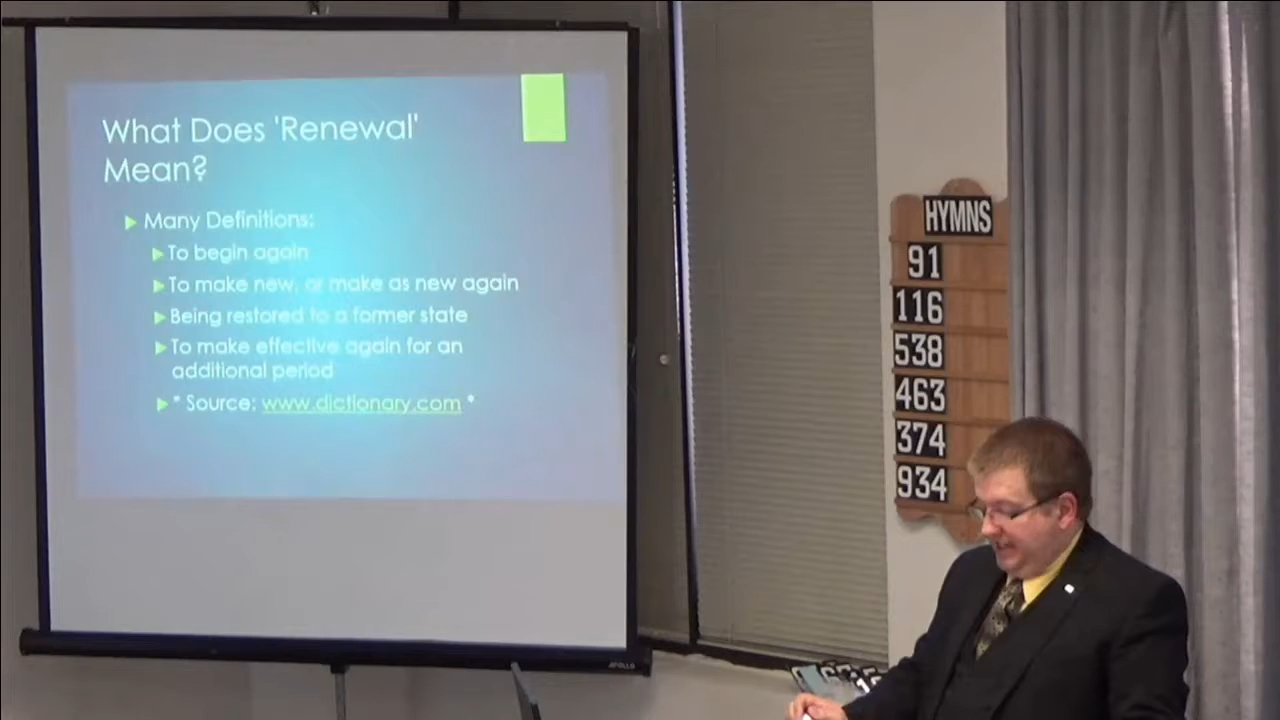 What Does 'Renewal'
Mean?
Many Definitions:
To begin again
To make new, or make as new again
Being restored to a former state
To make effective again for an
additional period
* Source: www.dictionary.com *
HYMNS
91
116
538
463
374
934
APOLLO